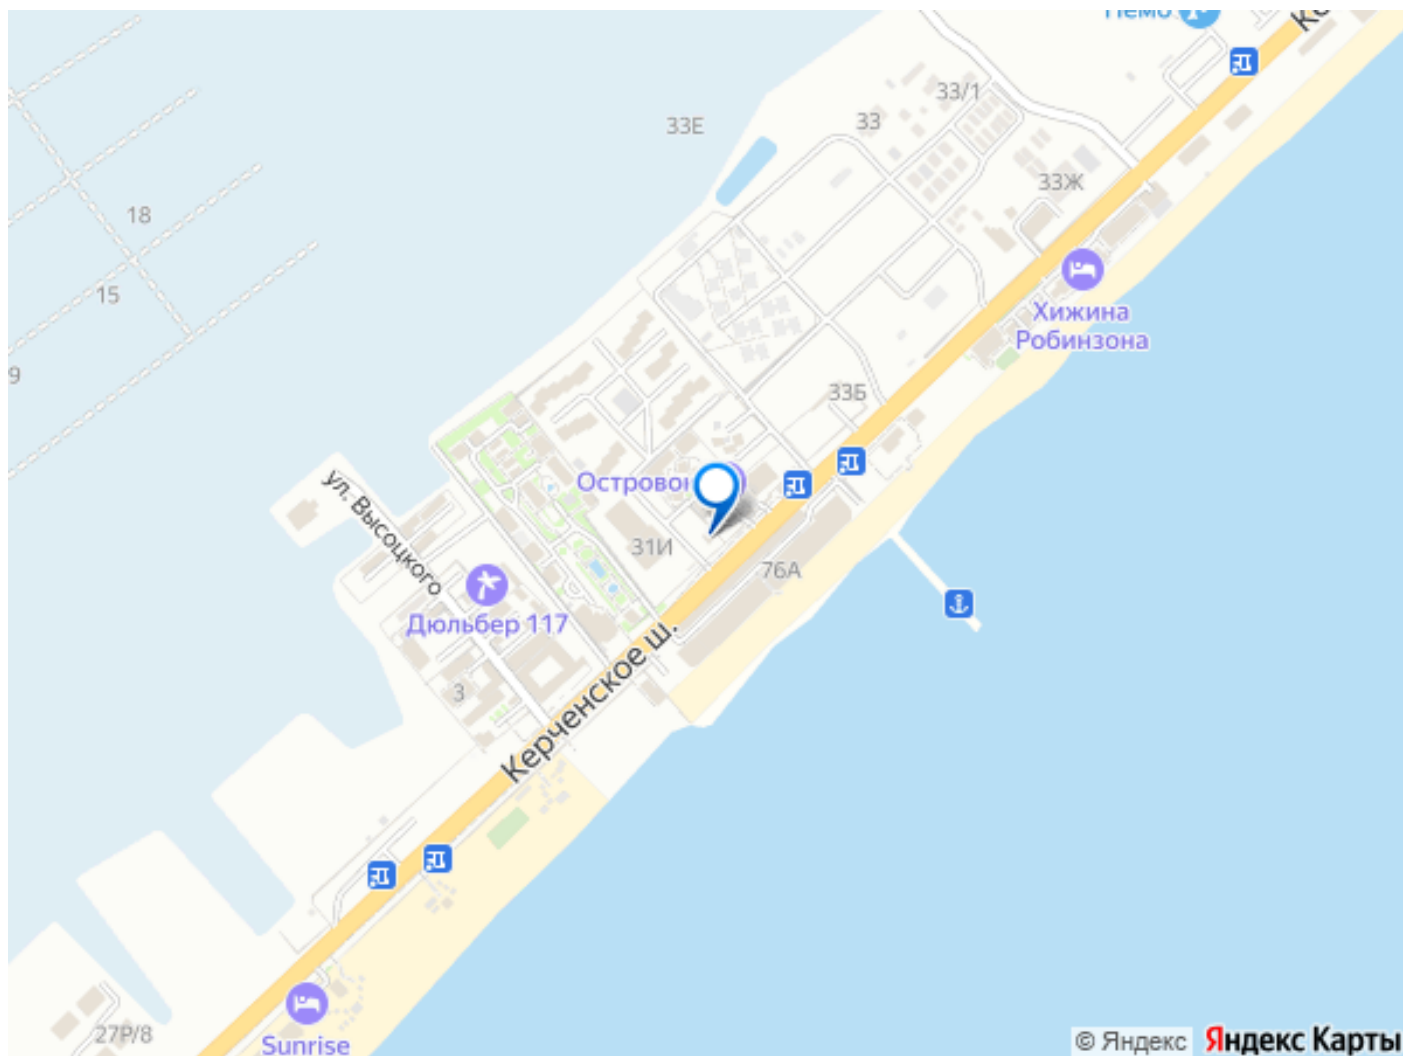 Немо
33/1
33
33Е
33Ж
18
15
9
Хижина
Робинзона
33Б
Островок
ул. Высоцкого
31И
76А
Дюльбер 117
Керченское ш.
3
27Р/8
Sunrise
© Яндекс Яндекс Карты